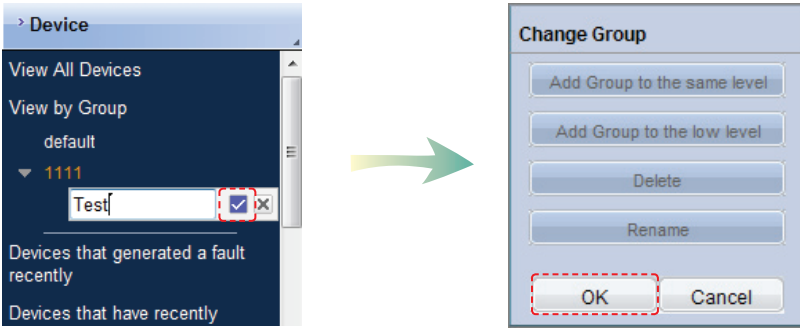 Device
View All Devices
View by Group
default
1111
Test
Devices that generated a fault
recently
Devices that have recently
Change Group
Add Group to the same level
Add Group to the low level
Delete
Rename
OK
Cancel